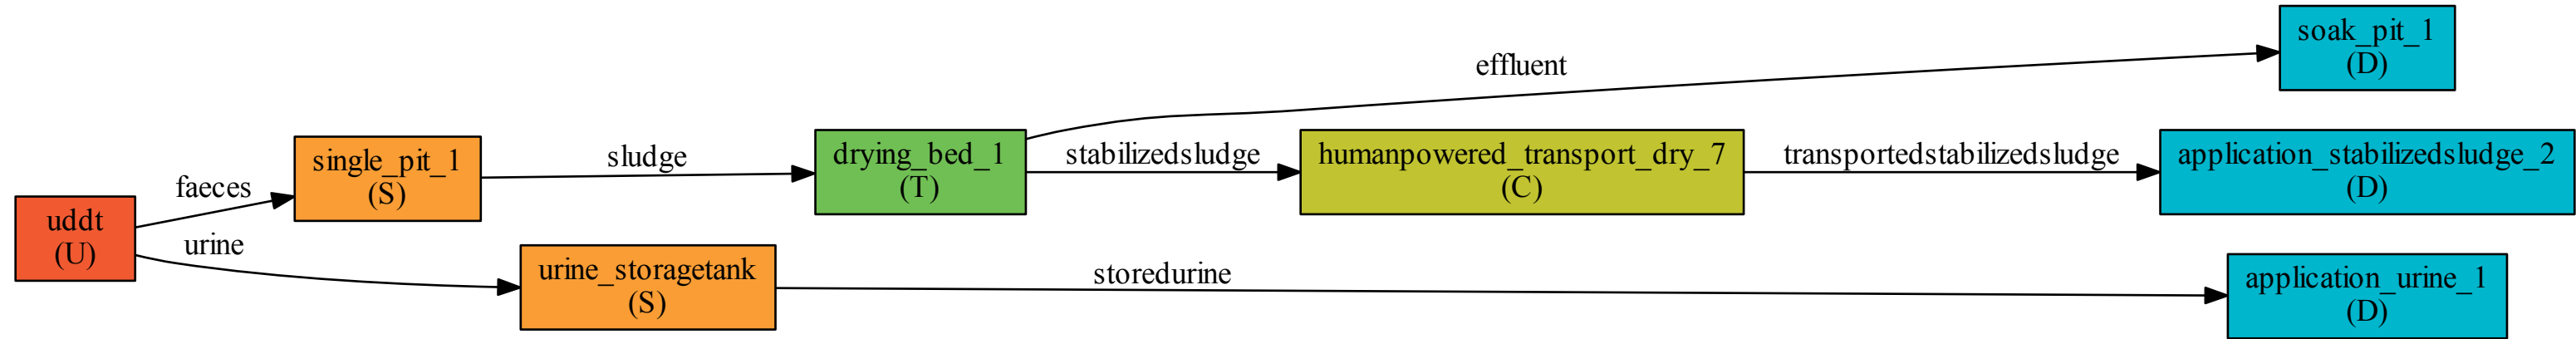 uddt
(U)
faeces
urine
single_pit_1
(S)
urine_storagetank
(S)
sludge
storedurine
drying_bed_1
(T)
effluent
stabilizedsludge
humanpowered_transport_dry_7
(C)
transportedstabilizedsludge
soak_pit_1
(D)
application_stabilizedsludge_2
(D)
application_urine_1
(D)